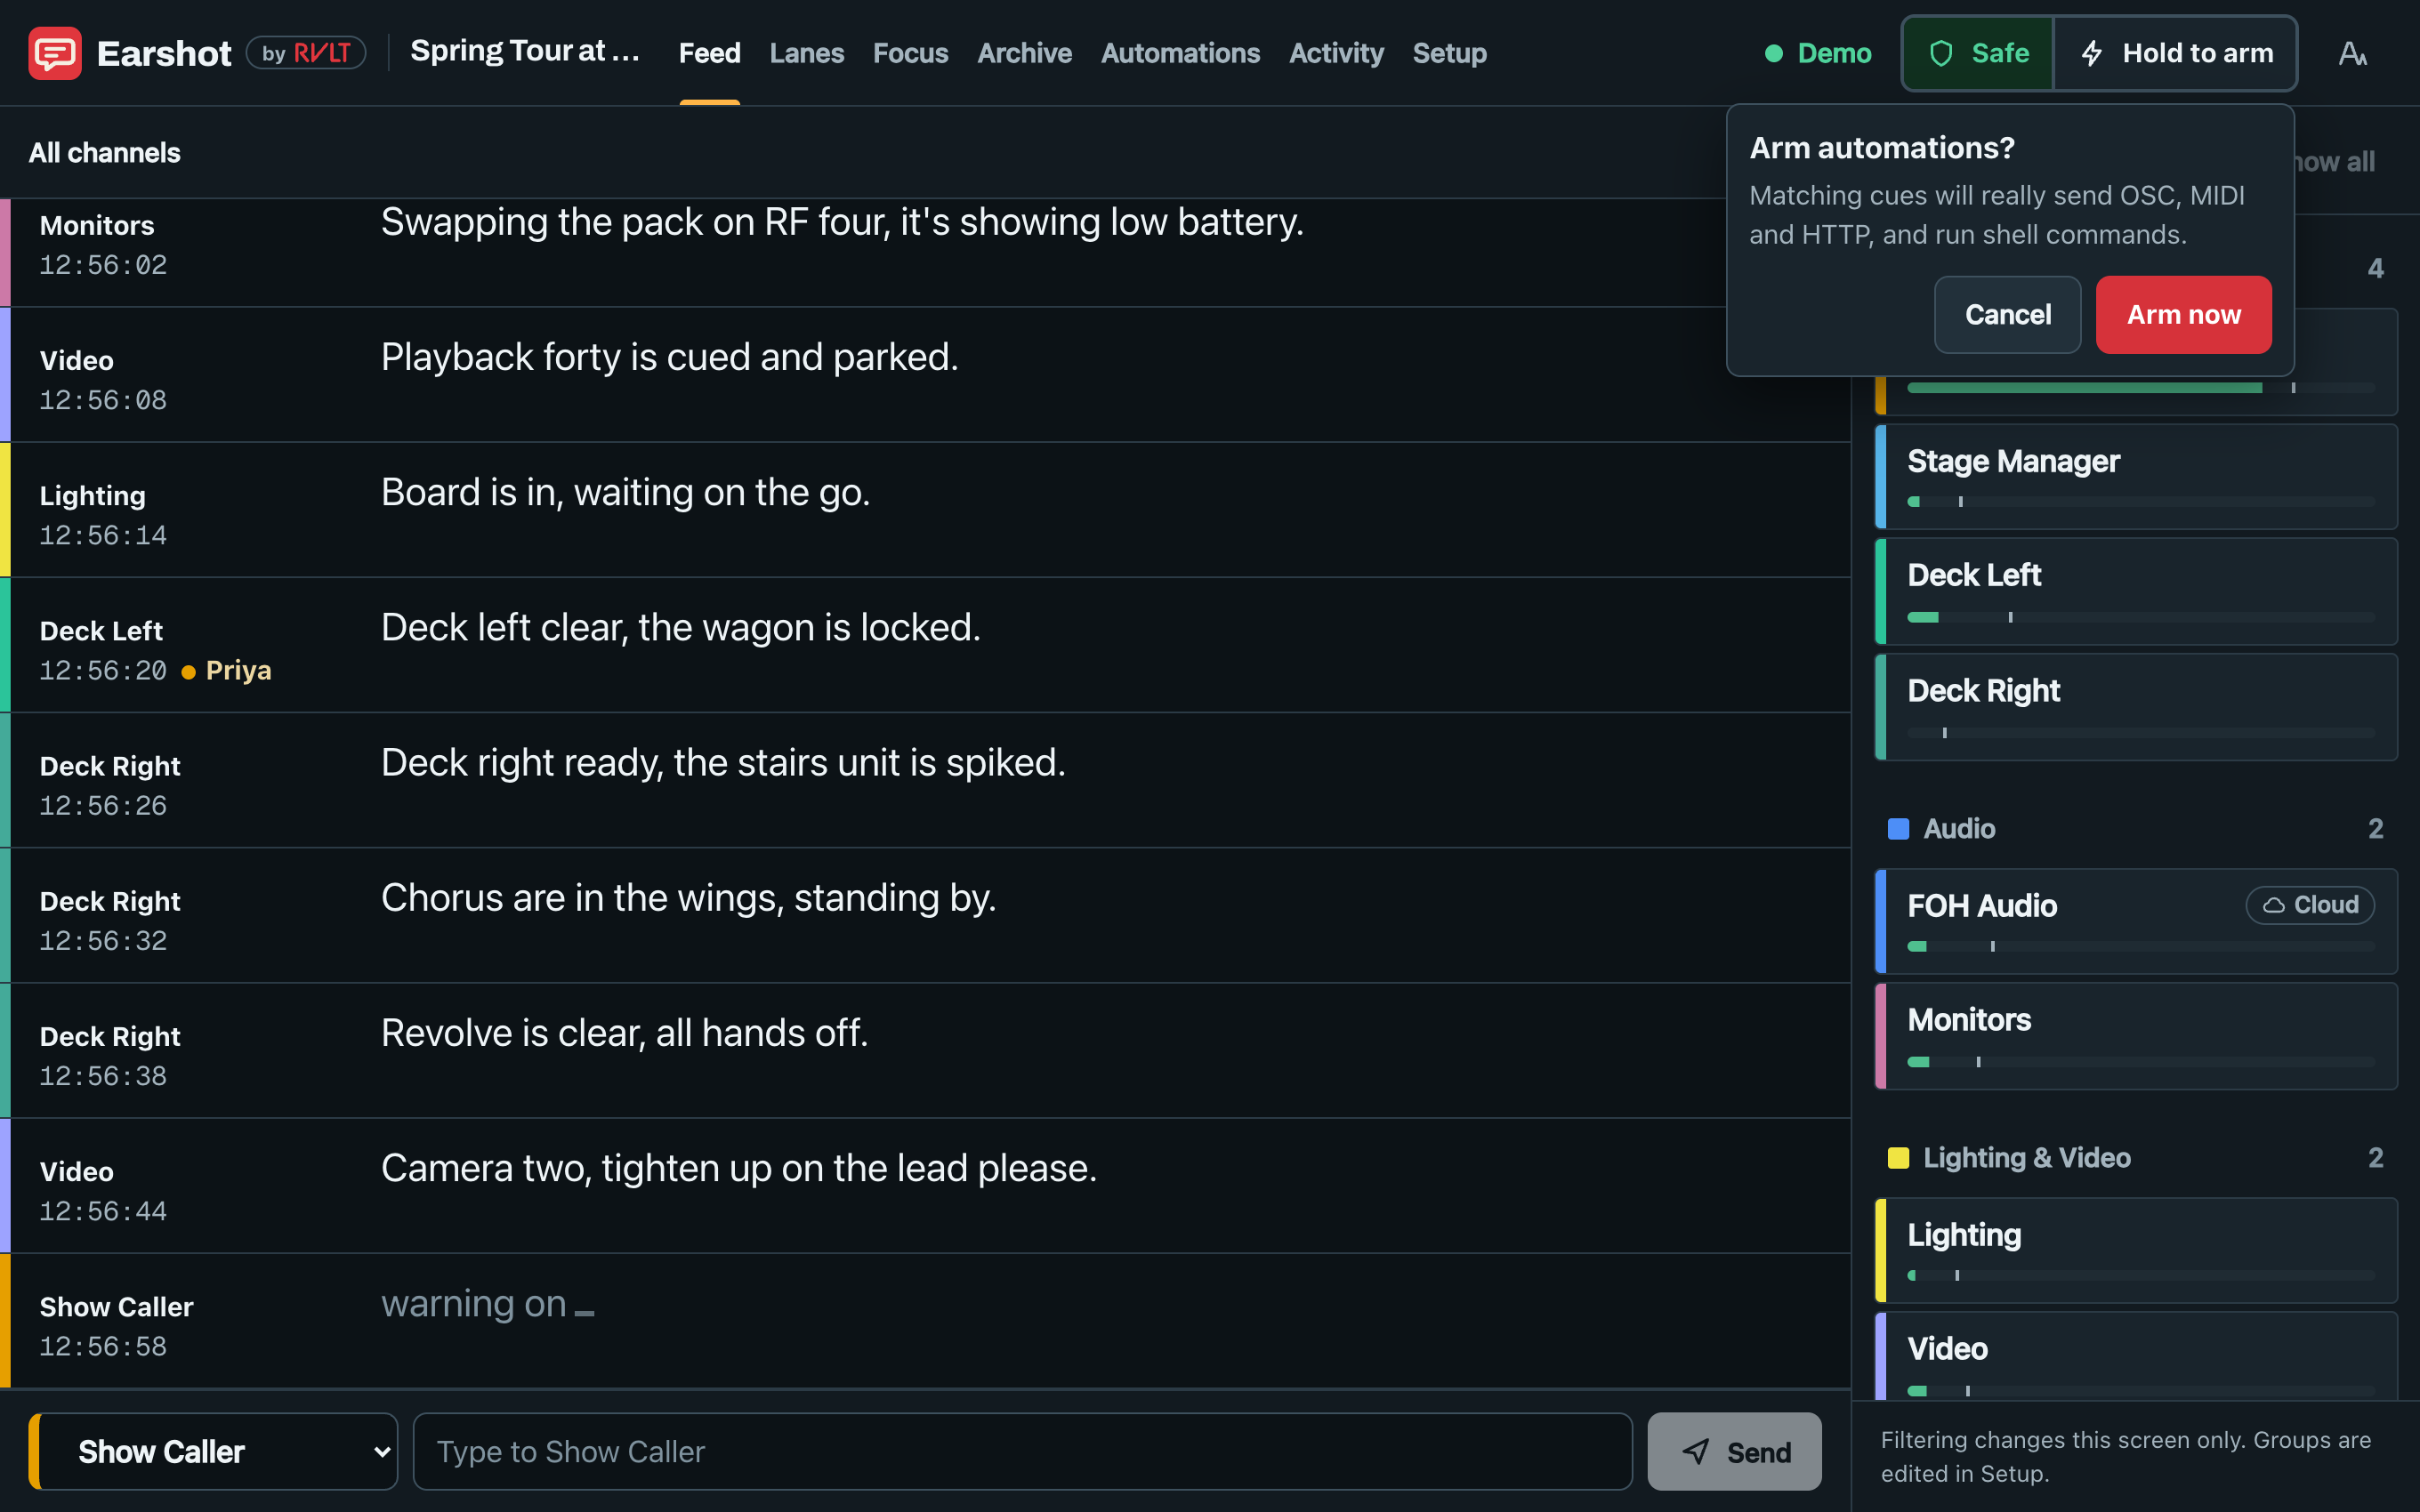 Earshot by RVLT Spring Tour at ... Feed Lanes Focus Archive Automations Activity Setup Demo Safe Hold to arm
All channels
Arm automations?
Matching cues will really send OSC, MIDI
and HTTP, and run shell commands.
Cancel Arm now
all
4
Monitors
12:56:02
Swapping the pack on RF four, it's showing low battery.
Video
12:56:08
Playback forty is cued and parked.
Lighting
12:56:14
Board is in, waiting on the go.
Deck Left
12:56:20 Priya
Deck left clear, the wagon is locked.
Deck Right
12:56:26
Deck right ready, the stairs unit is spiked.
Deck Right
12:56:32
Chorus are in the wings, standing by.
Deck Right
12:56:38
Revolve is clear, all hands off.
Video
12:56:44
Camera two, tighten up on the lead please.
Show Caller
12:56:58
warning on
Show Caller
Type to Show Caller
Send
Stage Manager
Deck Left
Deck Right
Audio 2
FOH Audio Cloud
Monitors
Lighting & Video 2
Lighting
Video
Filtering changes this screen only. Groups are
edited in Setup.